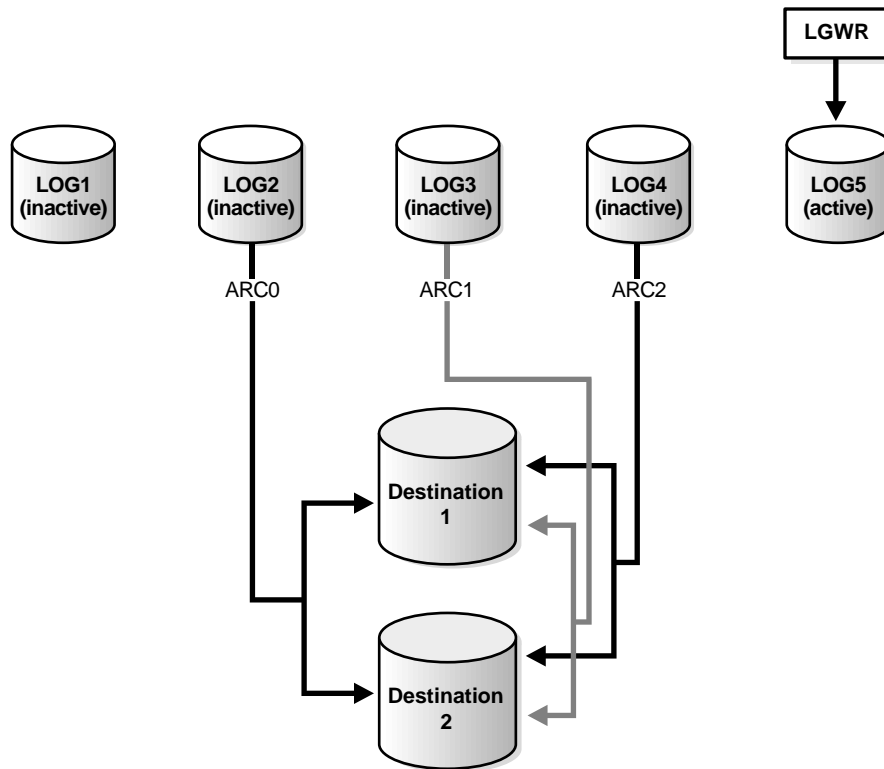 LGWR
LOG1
(inactive)
LOG2
(inactive)
LOG3
(inactive)
LOG4
(inactive)
LOG5
(active)
ARC0
ARC1
ARC2
Destination
1
Destination
2